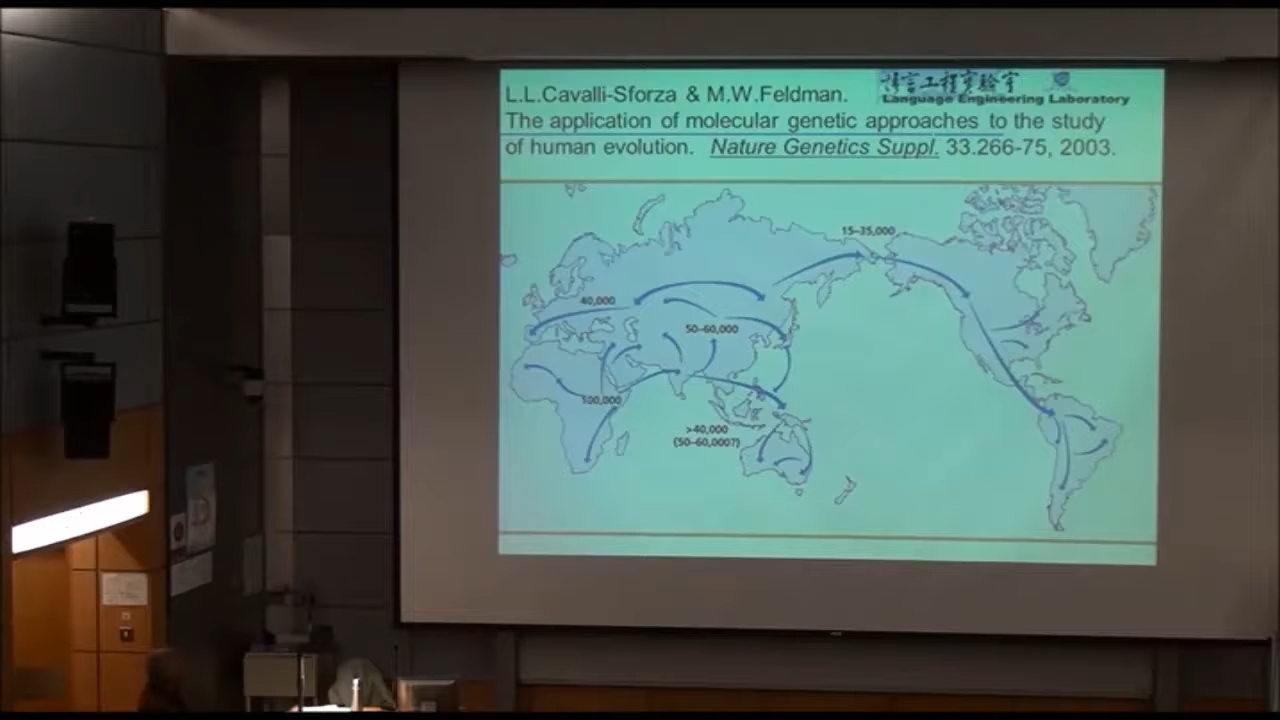 L.L.Cavalli-Sforza & M.W.Feldman.
語言工程實驗室
Language Engineering Laboratory
The application of molecular genetic approaches to the study
of human evolution. Nature Genetics Suppl. 33.266-75, 2003.
15–35,000
40,000
50–60,000
100,000
>40,000
(50–60,000?)